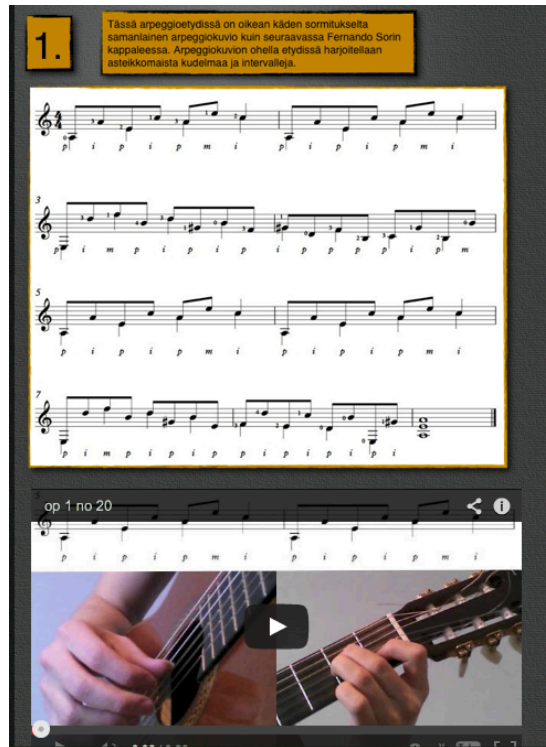 1.
Tässä arpeggioetydissä on oikean käden sormitukselta
samanlainen arpeggiokuvio kuin seuraavassa Fernando Sorin
kappaleessa. Arpeggiokuvion ohella etydissä harjoitellaan
asteikkomaista kudelmaa ja intervalleja.
p i p i p m i p i p i p m i
3
p i m p i p i p i p p p i p m
5
p i p i p m i p i p i p m i
7
p i m p i p i p i p i p i p i
op 1 no 20
p i p i p m i p i p i p m i